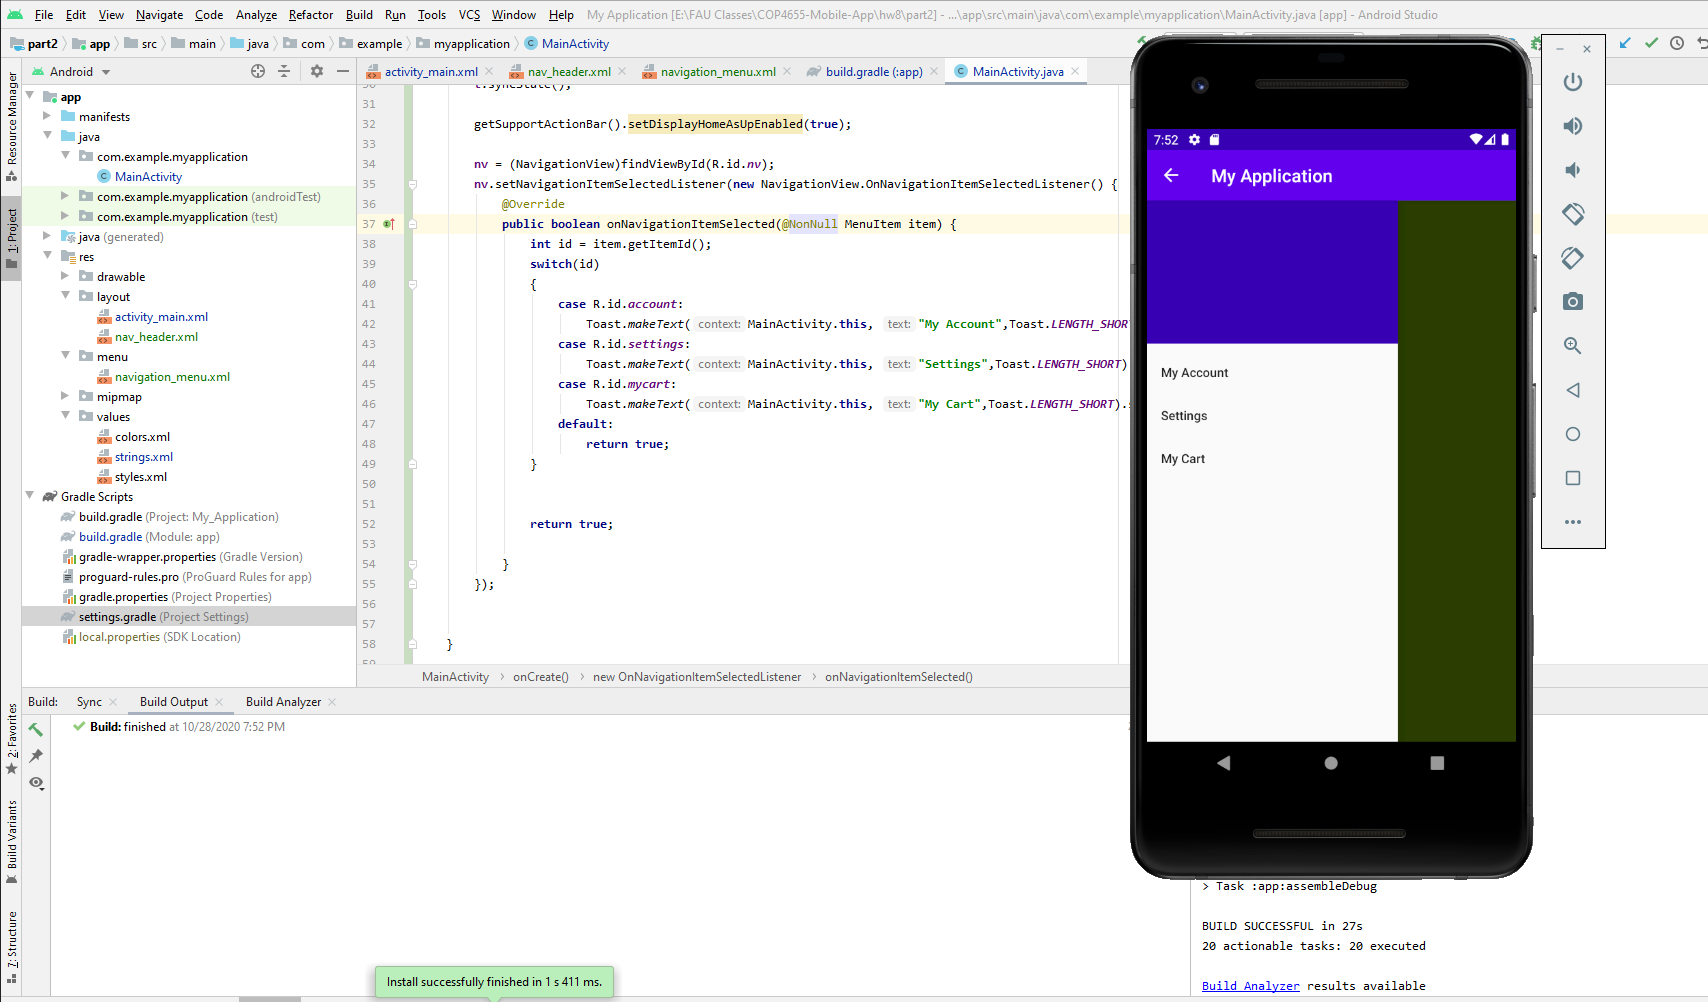 File Edit View Navigate Code Analyze Refactor Build Run Tools VCS Window Help My Application [E:\FAU Classes\COP4655-Mobile-App\hw8\part2] - ...\app\src\main\java\com\example\myapplication\MainActivity.java [app] - Android Studio
part2 app src main java com example myapplication MainActivity
Android
activity_main.xml nav_header.xml navigation_menu.xml build.gradle (:app) MainActivity.java
Resource Manager
1: Project
2: Favorites
Build Variants
7: Structure
app
manifests
java
com.example.myapplication
MainActivity
com.example.myapplication (androidTest)
com.example.myapplication (test)
java (generated)
res
drawable
layout
activity_main.xml
nav_header.xml
menu
navigation_menu.xml
mipmap
values
colors.xml
strings.xml
styles.xml
Gradle Scripts
build.gradle (Project: My_Application)
build.gradle (Module: app)
gradle-wrapper.properties (Gradle Version)
proguard-rules.pro (ProGuard Rules for app)
gradle.properties (Project Properties)
settings.gradle (Project Settings)
local.properties (SDK Location)
30 t.syncState();
31
32 getSupportActionBar().setDisplayHomeAsUpEnabled(true);
33
34 nv = (NavigationView)findViewById(R.id.nv);
35 nv.setNavigationItemSelectedListener(new NavigationView.OnNavigationItemSelectedListener() {
36 @Override
37 public boolean onNavigationItemSelected(@NonNull MenuItem item) {
38 int id = item.getItemId();
39 switch(id)
40 {
41 case R.id.account:
42 Toast.makeText( context: MainActivity.this, text: "My Account",Toast.LENGTH_SHOR
43 case R.id.settings:
44 Toast.makeText( context: MainActivity.this, text: "Settings",Toast.LENGTH_SHORT)
45 case R.id.mycart:
46 Toast.makeText( context: MainActivity.this, text: "My Cart",Toast.LENGTH_SHORT).
47 default:
48 return true;
49 }
50
51
52 return true;
53
54 }
55 });
56
57
58 }
59
MainActivity › onCreate() › new OnNavigationItemSelectedListener › onNavigationItemSelected()
7:52
My Application
My Account
Settings
My Cart
Build: Sync Build Output Build Analyzer
Build: finished at 10/28/2020 7:52 PM
> Task :app:assembleDebug
BUILD SUCCESSFUL in 27s
20 actionable tasks: 20 executed
Build Analyzer results available
Install successfully finished in 1 s 411 ms.